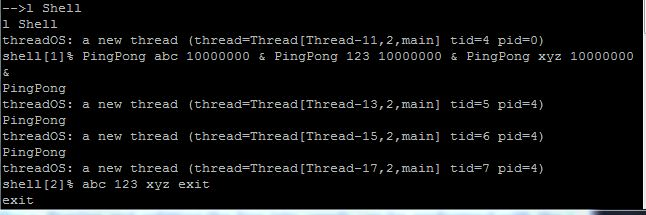 -->l Shell
l Shell
threadOS: a new thread (thread=Thread[Thread-11,2,main] tid=4 pid=0)
shell[1]% PingPong abc 10000000 & PingPong 123 10000000 & PingPong xyz 10000000
&
PingPong
threadOS: a new thread (thread=Thread[Thread-13,2,main] tid=5 pid=4)
PingPong
threadOS: a new thread (thread=Thread[Thread-15,2,main] tid=6 pid=4)
PingPong
threadOS: a new thread (thread=Thread[Thread-17,2,main] tid=7 pid=4)
shell[2]% abc 123 xyz exit
exit